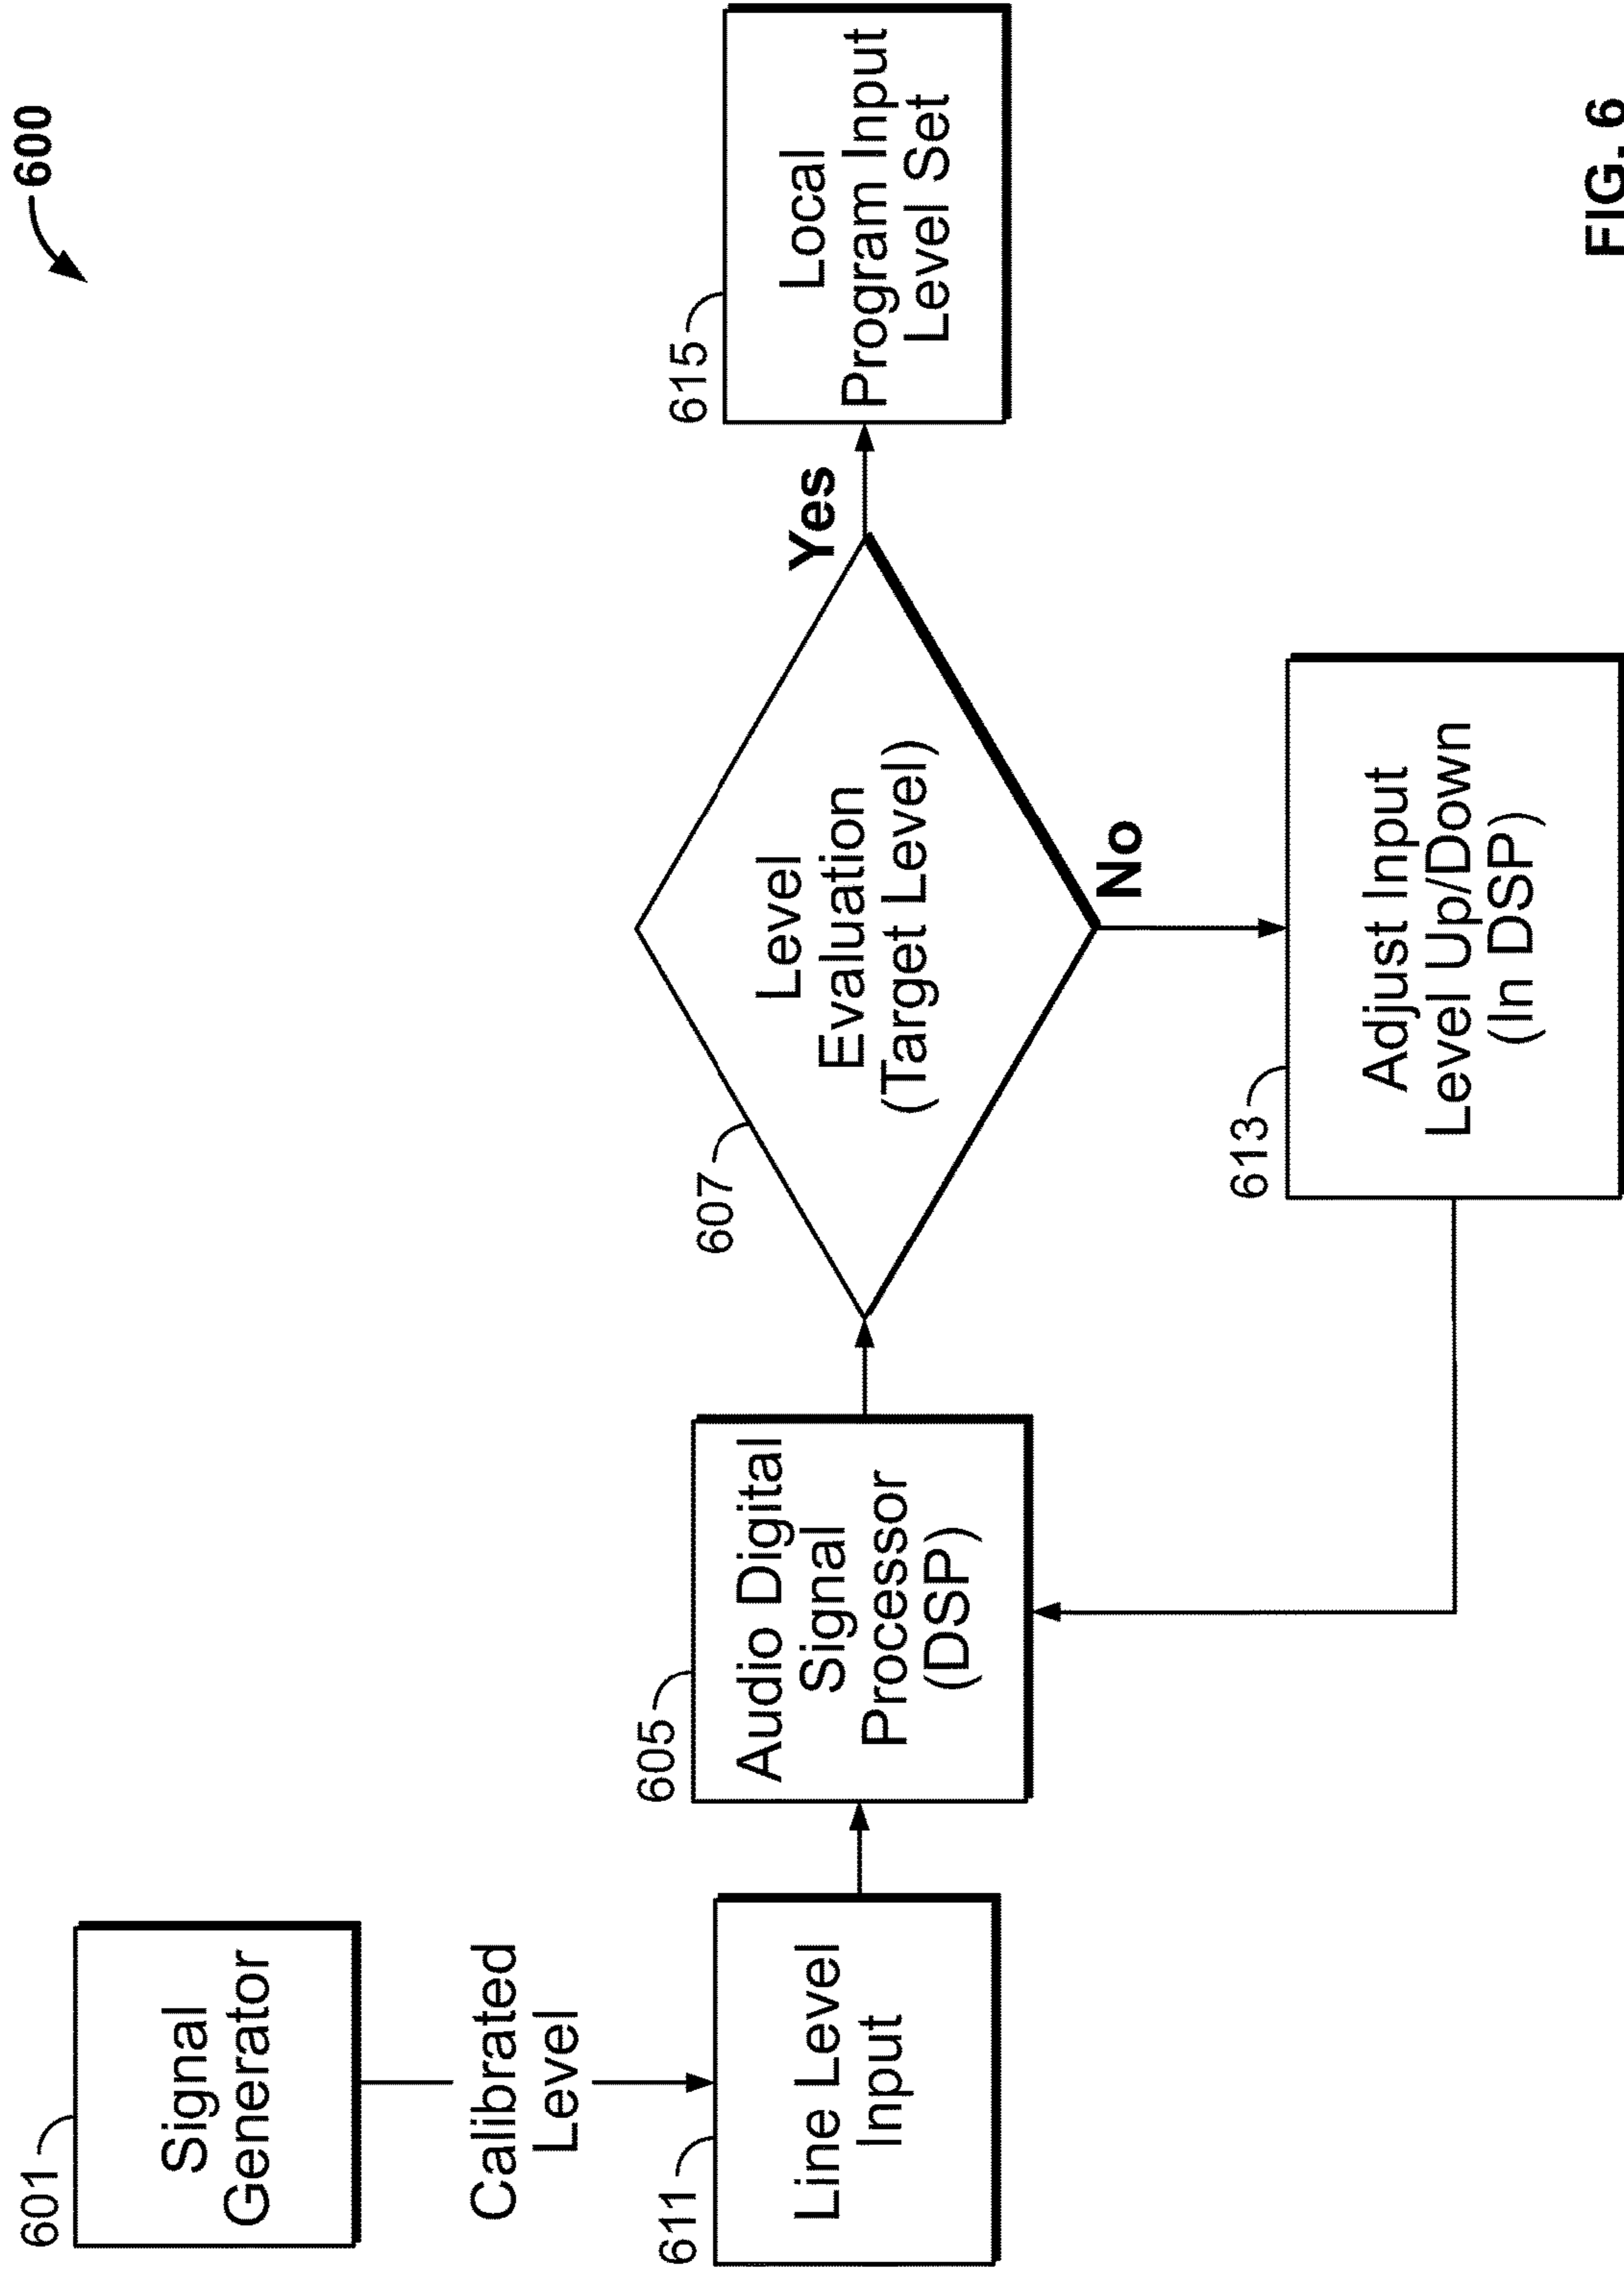 600
601
Signal
Generator
Calibrated
Level
611
Line Level
Input
605
Audio Digital
Signal
Processor
(DSP)
607
Level
Evaluation
(Target Level)
Yes
No
615
Local
Program Input
Level Set
613
Adjust Input
Level Up/Down
(In DSP)
FIG. 6